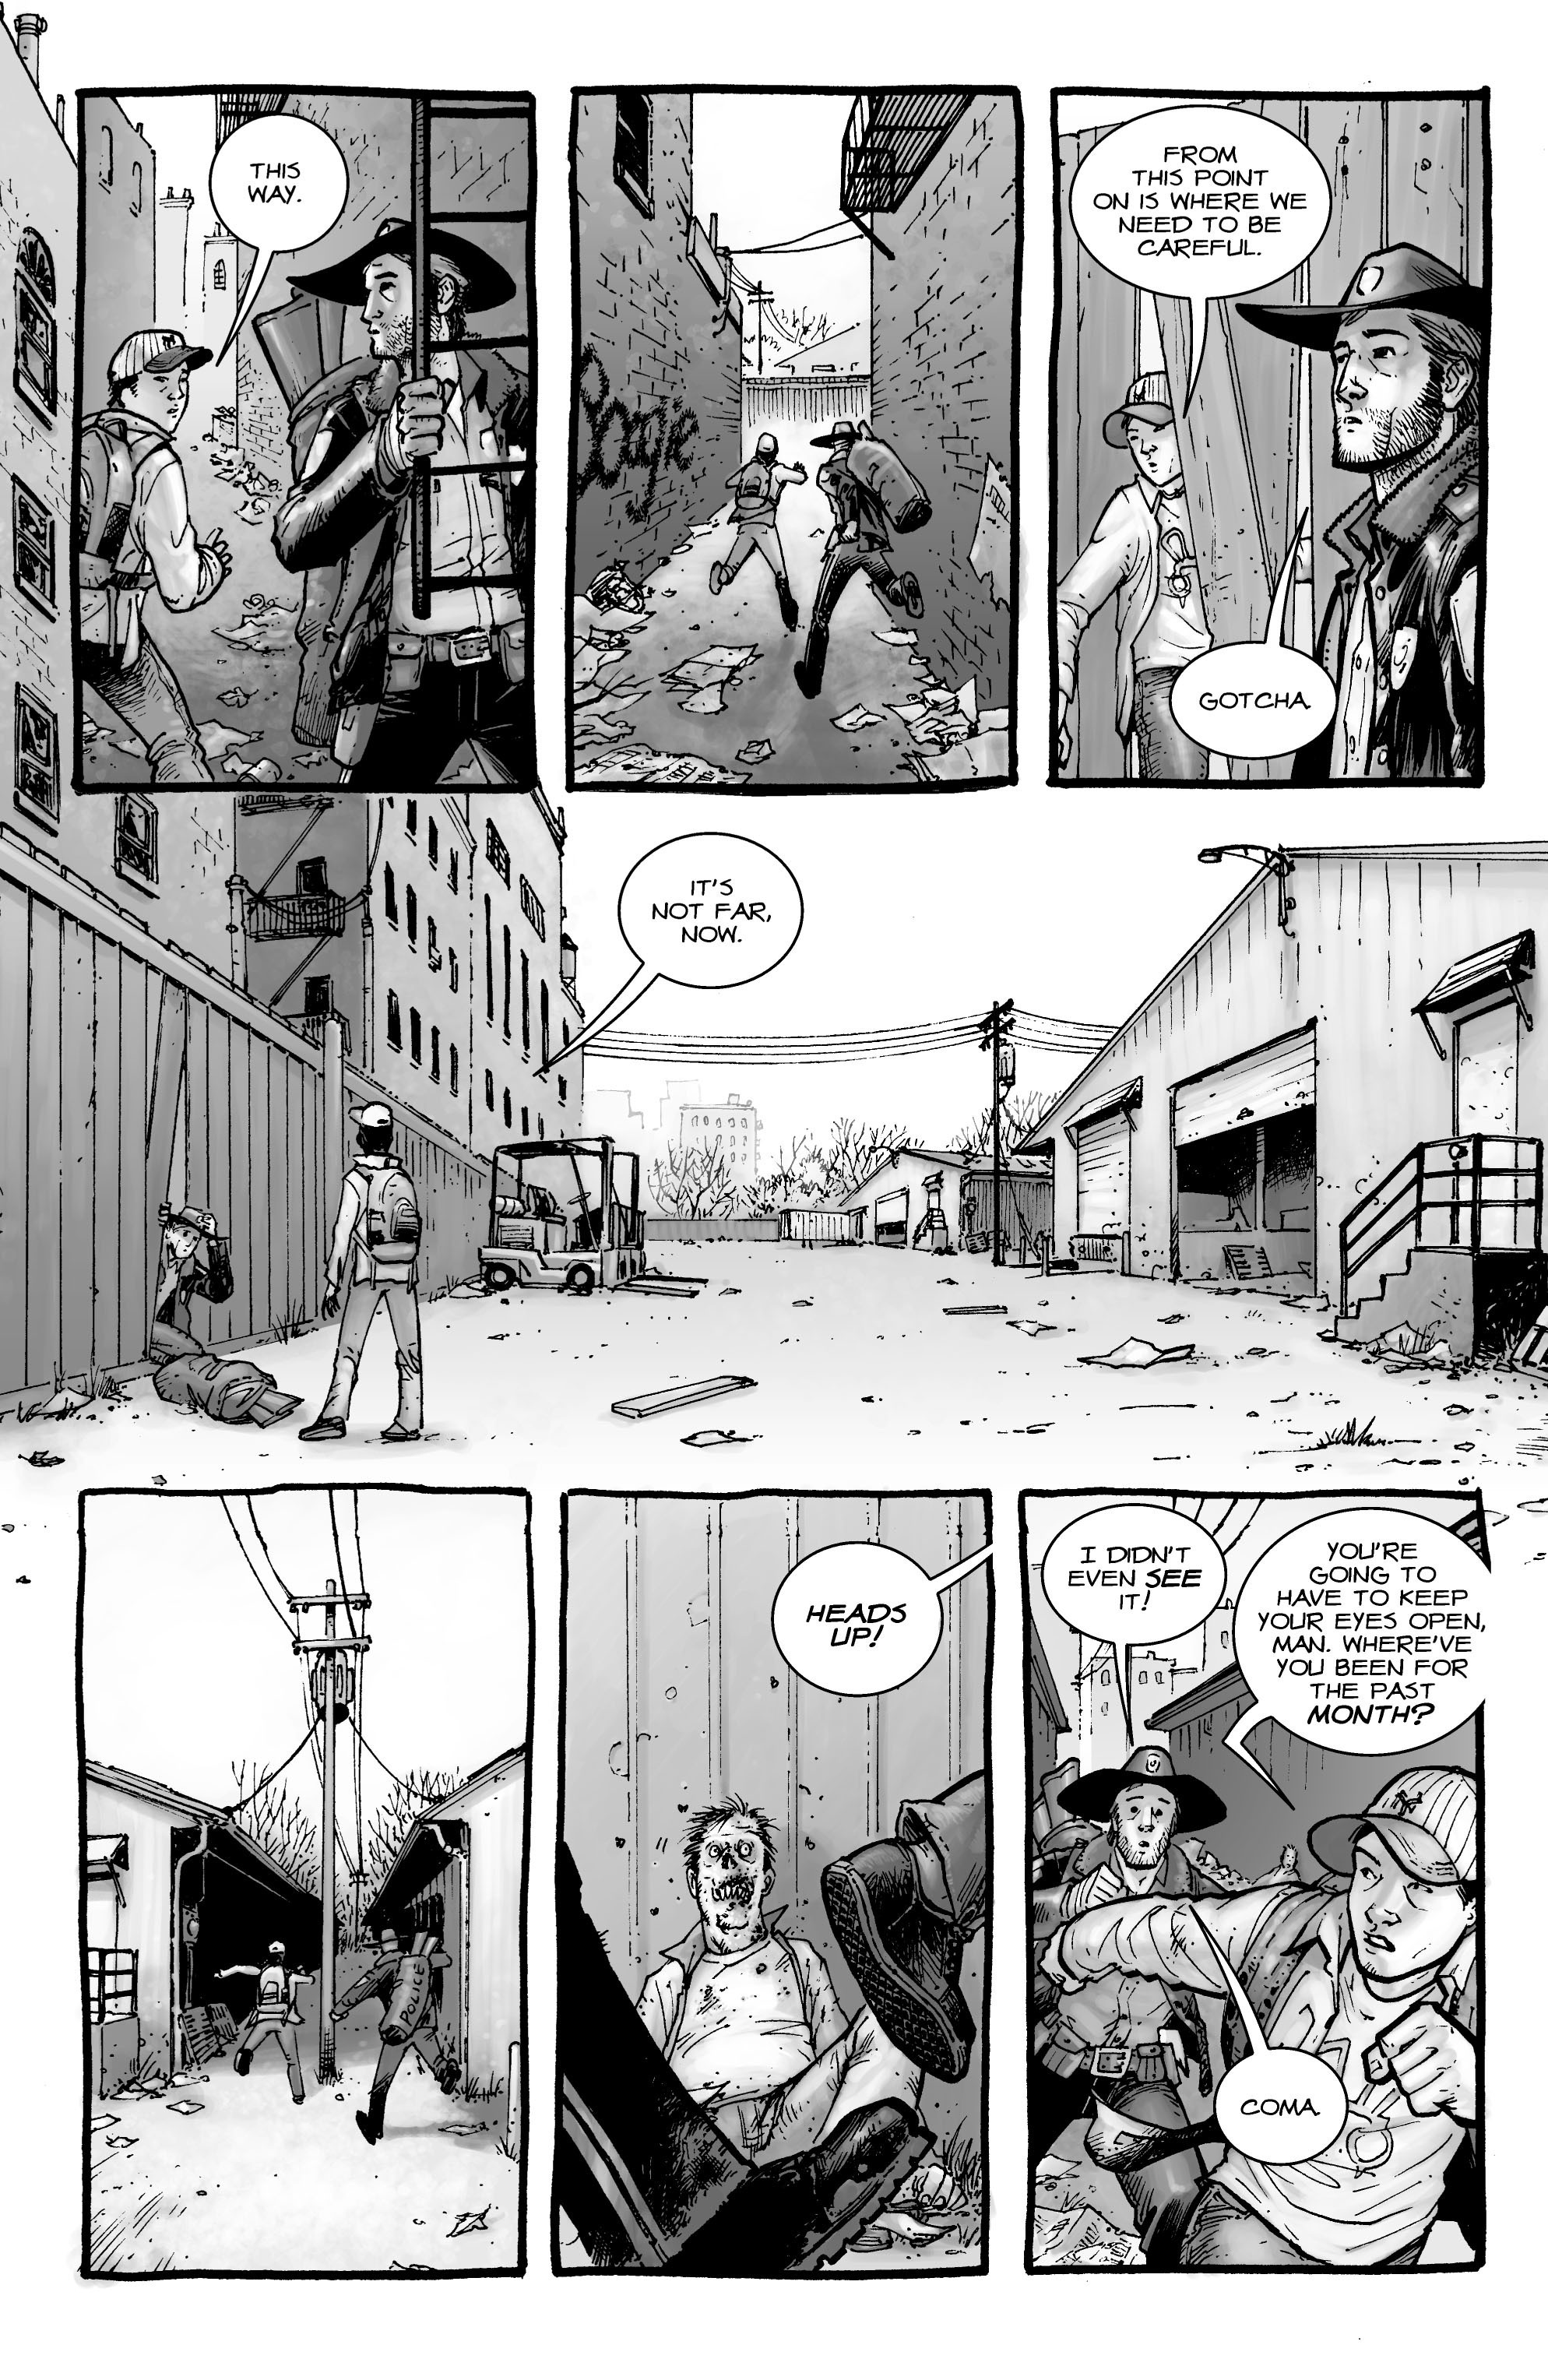 THIS
WAY.
FROM
THIS POINT
ON IS WHERE WE
NEED TO BE
CAREFUL.
GOTCHA.
IT'S
NOT FAR,
NOW.
POLICE
HEADS
UP!
I DIDN'T
EVEN SEE
IT!
YOU'RE
GOING TO
HAVE TO KEEP
YOUR EYES OPEN,
MAN. WHERE'VE
YOU BEEN FOR
THE PAST
MONTH?
COMA.